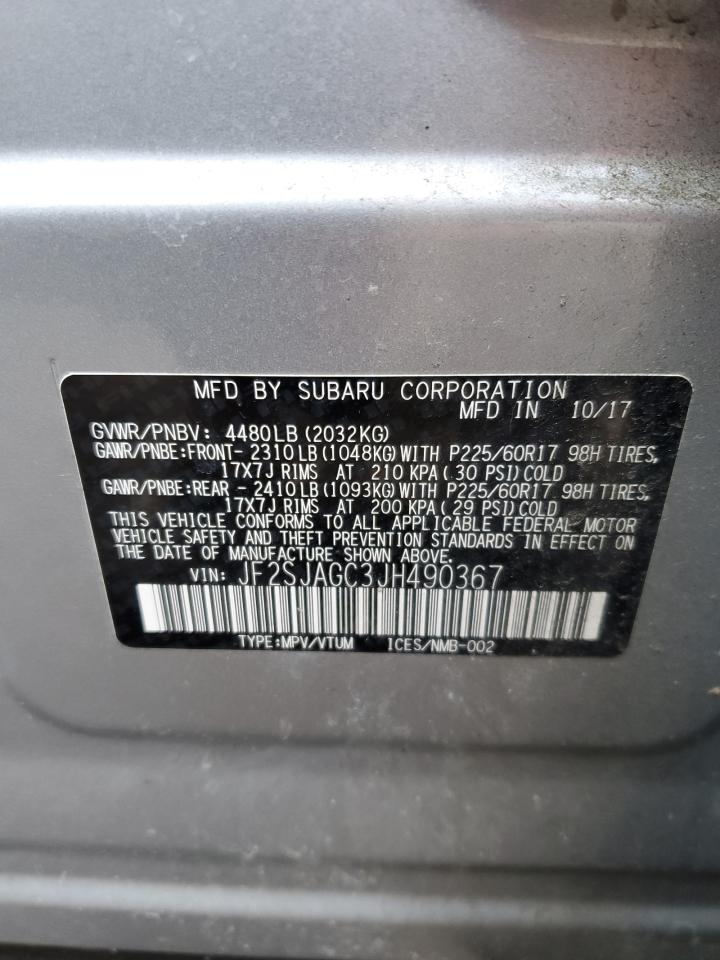 MFD BY SUBARU CORPORATION
MFD IN 10/17
GVWR/PNBV: 4480LB (2032KG)
GAWR/PNBE:FRONT- 2310LB (1048KG) WITH P225/60R17 98H TIRES,
17X7J RIMS AT 210 KPA ( 30 PSI) COLD
GAWR/PNBE:REAR - 2410LB (1093KG) WITH P225/60R17 98H TIRES,
17X7J RIMS AT 200 KPA ( 29 PSI) COLD
THIS VEHICLE CONFORMS TO ALL APPLICABLE FEDERAL MOTOR
VEHICLE SAFETY AND THEFT PREVENTION STANDARDS IN EFFECT ON
THE DATE OF MANUFACTURE SHOWN ABOVE.
VIN: JF2SJAGC3JH490367
TYPE:MPV/VTUM ICES/NMB-002